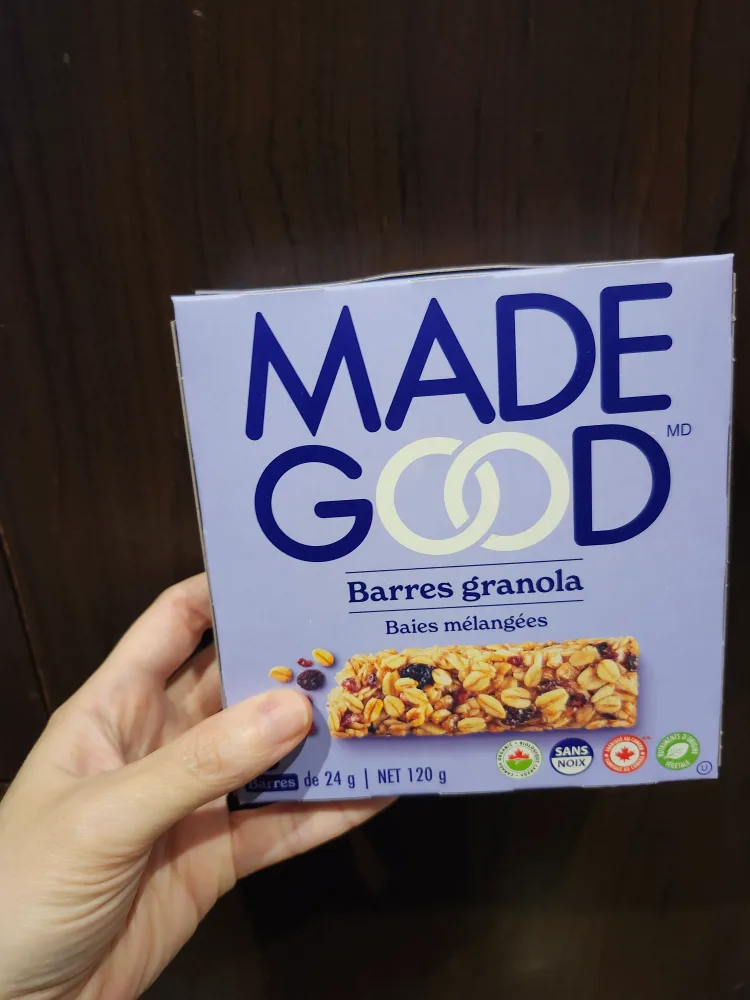 MADE
GOOD MD
Barres granola
Baies mélangées
SANS
NOIX
Barres de 24 g | NET 120 g